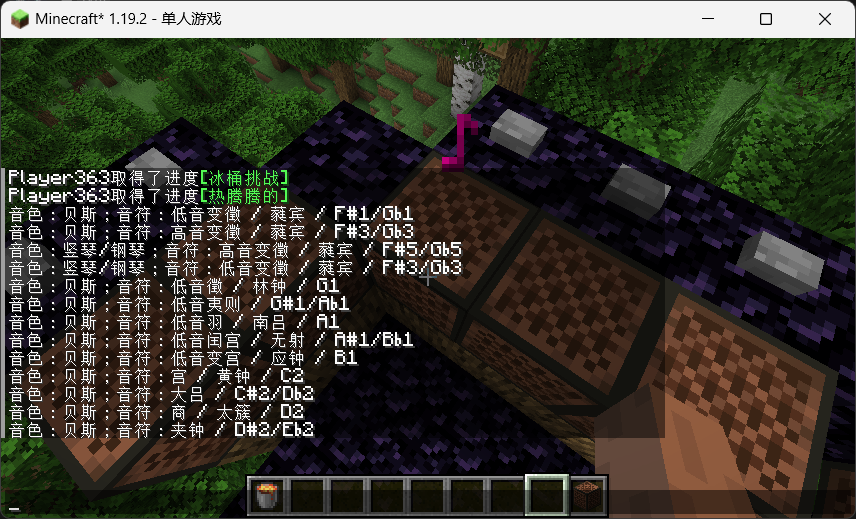 Minecraft* 1.19.2 - 单人游戏
Player363取得了进度[冰桶挑战]
Player363取得了进度[热腾腾的]
音色：贝斯；音符：低音变徵 / 蕤宾 / F#1/Gb1
音色：贝斯；音符：高音变徵 / 蕤宾 / F#3/Gb3
音色：竖琴/钢琴；音符：高音变徵 / 蕤宾 / F#5/Gb5
音色：竖琴/钢琴；音符：低音变徵 / 蕤宾 / F#3/Gb3
音色：贝斯；音符：低音徵 / 林钟 / G1
音色：贝斯；音符：低音夷则 / G#1/Ab1
音色：贝斯；音符：低音羽 / 南吕 / A1
音色：贝斯；音符：低音闰宫 / 无射 / A#1/Bb1
音色：贝斯；音符：低音变宫 / 应钟 / B1
音色：贝斯；音符：宫 / 黄钟 / C2
音色：贝斯；音符：大吕 / C#2/Db2
音色：贝斯；音符：商 / 太簇 / D2
音色：贝斯；音符：夹钟 / D#2/Eb2